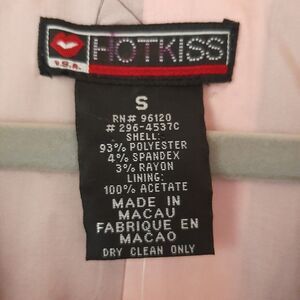 HOTKISS
U.S.A.
S
RN# 96120
# 296-4537C
SHELL:
93% POLYESTER
4% SPANDEX
3% RAYON
LINING:
100% ACETATE
MADE IN
MACAU
FABRIQUE EN
MACAO
DRY CLEAN ONLY